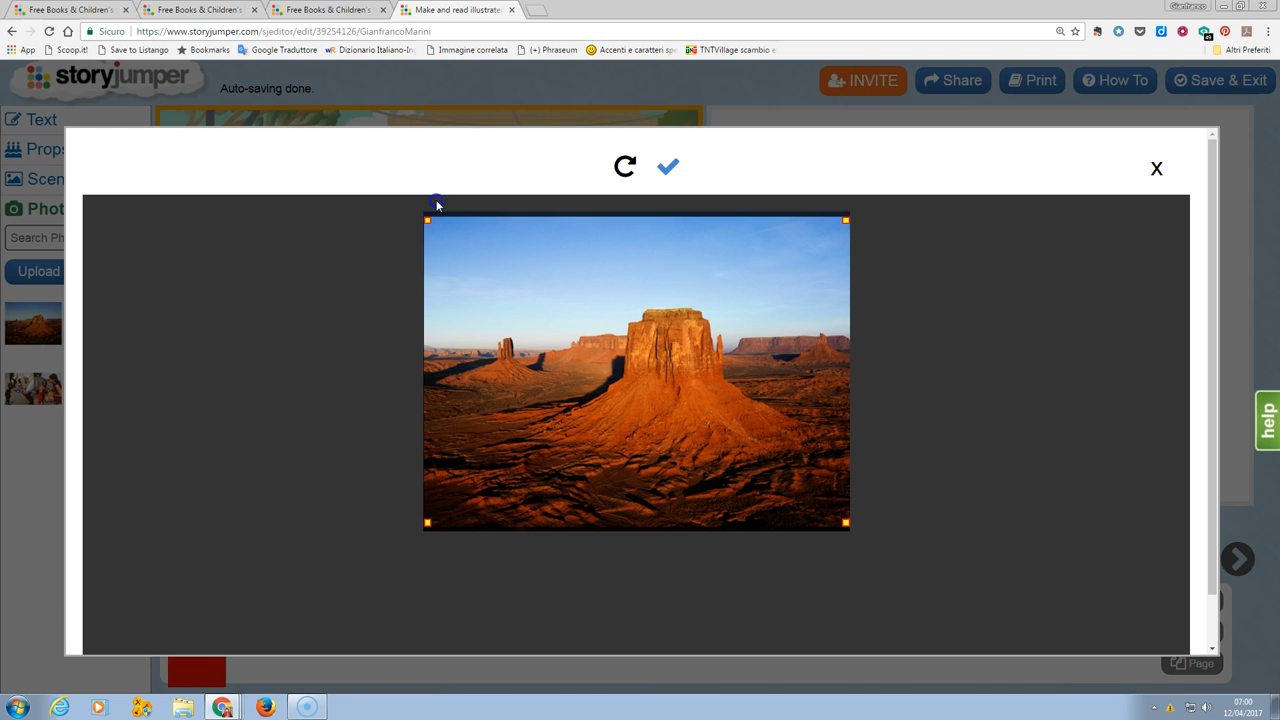 Free Books & Children's
Free Books & Children's
Free Books & Children's
Make and read illustrate
Gianfranco
Sicuro
https://www.storyjumper.com/sjeditor/edit/39254126/GianfrancoMarini
App
Scoop.it!
Save to Listango
Bookmarks
Google Traduttore
Dizionario Italiano-In
Immagine correlata
(+) Phraseum
Accenti e caratteri spe
TNTVillage scambio e
Altri Preferiti
storyjumper
Auto-saving done.
INVITE
Share
Print
How To
Save & Exit
Text
Props
Scen
Phot
Search Ph
Upload
X
help
Page
07:00
12/04/2017